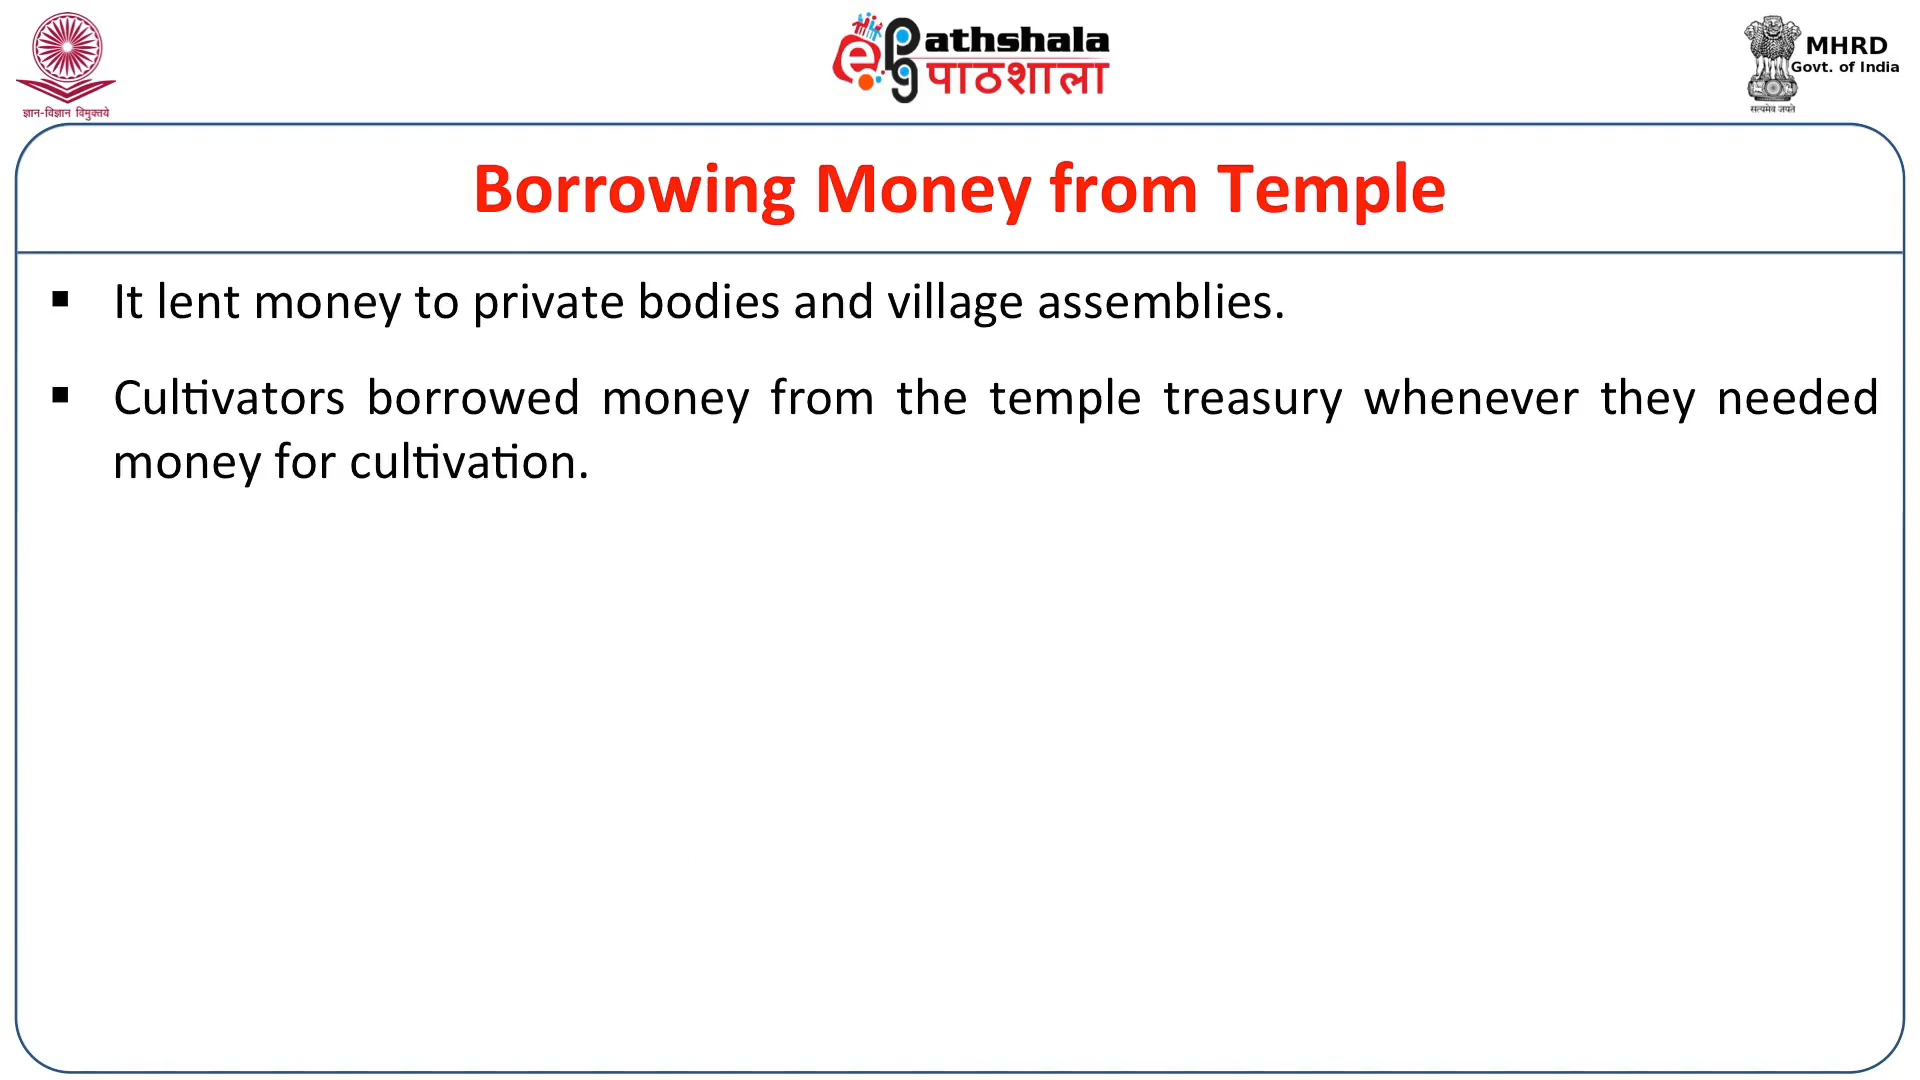 ज्ञान-विज्ञान विमुक्तये
ePathshala
पाठशाला
MHRD
Govt. of India
सत्यमेव जयते
Borrowing Money from Temple
▪ It lent money to private bodies and village assemblies.
▪ Cultivators borrowed money from the temple treasury whenever they needed
money for cultivation.